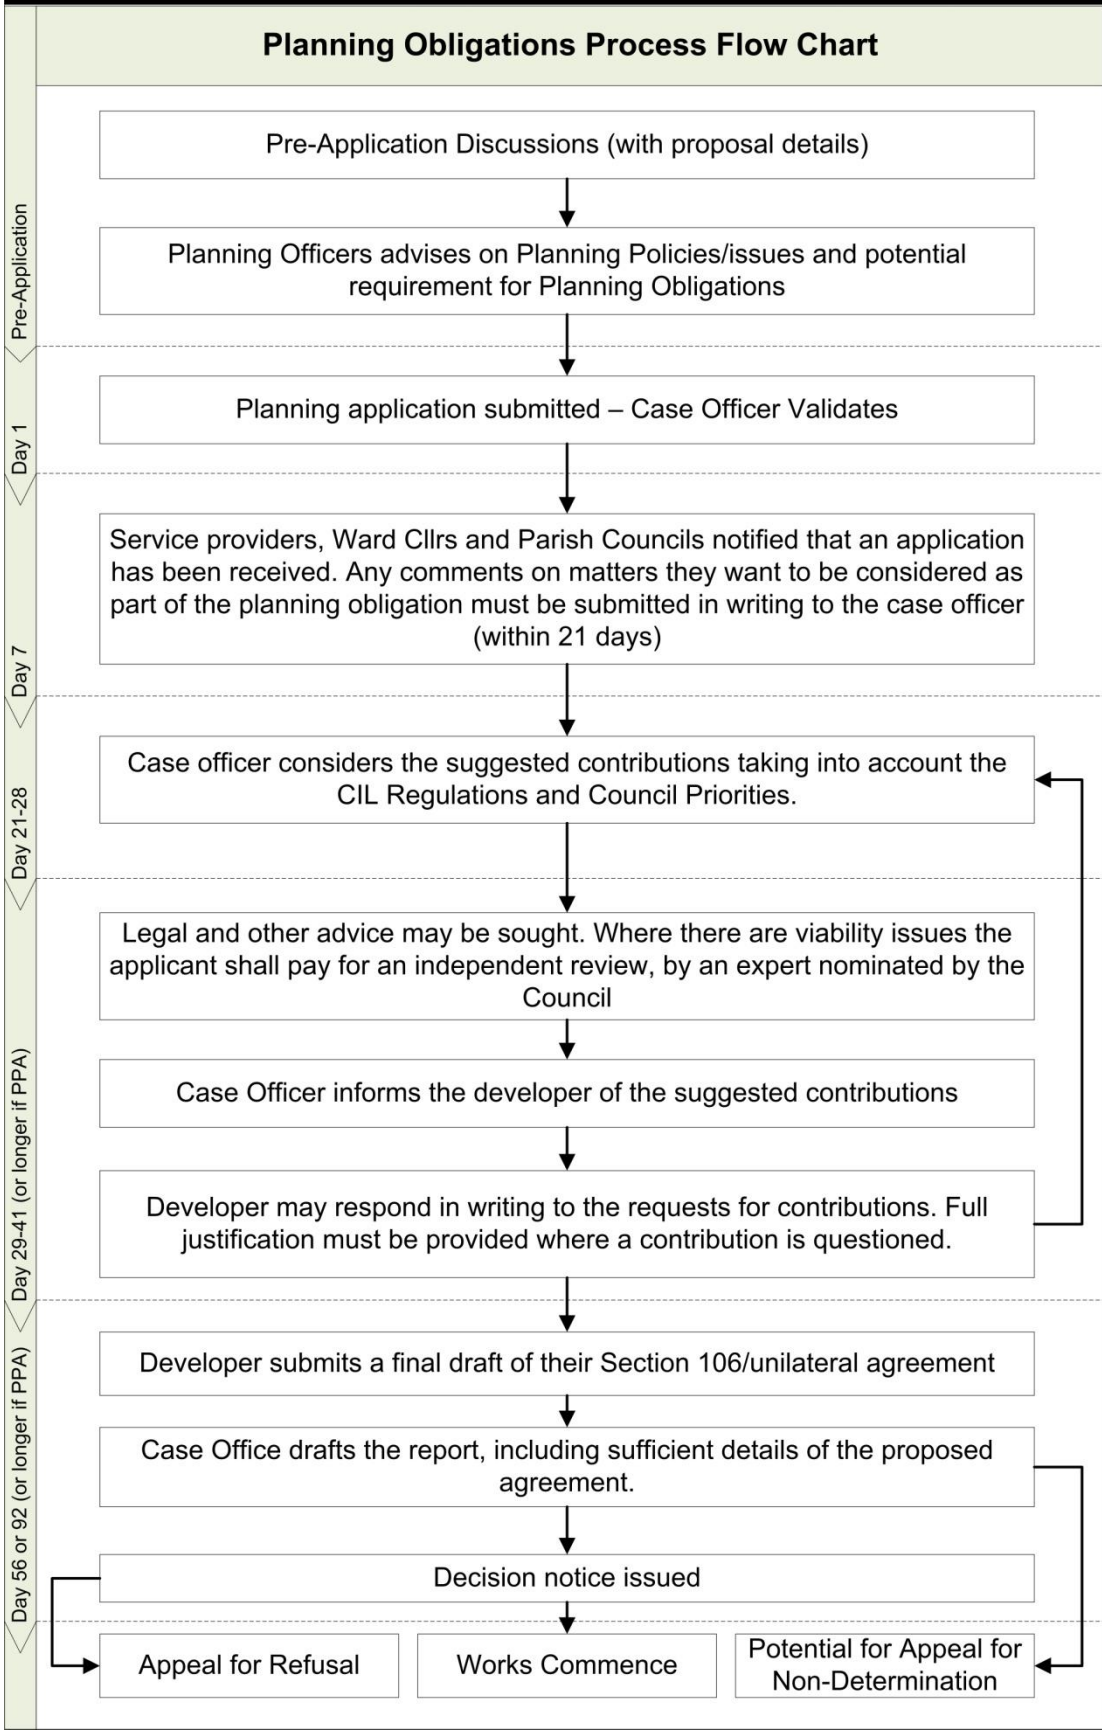 Planning Obligations Process Flow Chart
Pre-Application
Pre-Application Discussions (with proposal details)
Planning Officers advises on Planning Policies/issues and potential
requirement for Planning Obligations
Day 1
Planning application submitted – Case Officer Validates
Day 7
Service providers, Ward Cllrs and Parish Councils notified that an application
has been received. Any comments on matters they want to be considered as
part of the planning obligation must be submitted in writing to the case officer
(within 21 days)
Day 21-28
Case officer considers the suggested contributions taking into account the
CIL Regulations and Council Priorities.
Day 29-41 (or longer if PPA)
Legal and other advice may be sought. Where there are viability issues the
applicant shall pay for an independent review, by an expert nominated by the
Council
Case Officer informs the developer of the suggested contributions
Developer may respond in writing to the requests for contributions. Full
justification must be provided where a contribution is questioned.
Day 56 or 92 (or longer if PPA)
Developer submits a final draft of their Section 106/unilateral agreement
Case Office drafts the report, including sufficient details of the proposed
agreement.
Decision notice issued
Appeal for Refusal
Works Commence
Potential for Appeal for
Non-Determination